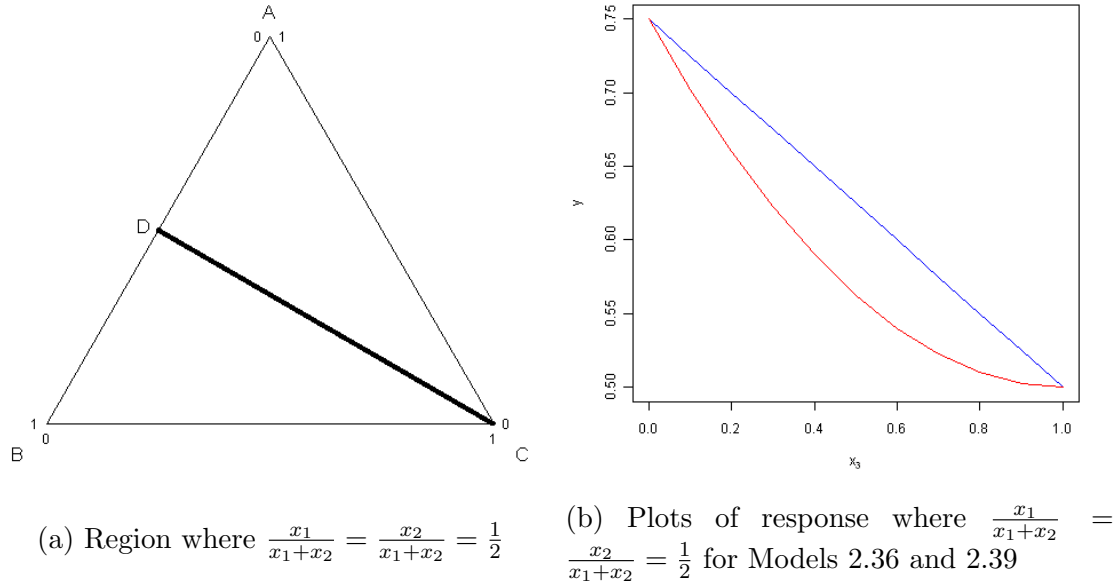 A
0 1
D
1
0
B
1
0
C
0.75
0.70
0.65
0.60
0.55
0.50
y
0.0 0.2 0.4 0.6 0.8 1.0
x₃
(a) Region where x₁/(x₁+x₂) = x₂/(x₁+x₂) = 1/2
(b) Plots of response where x₁/(x₁+x₂) =
x₂/(x₁+x₂) = 1/2 for Models 2.36 and 2.39